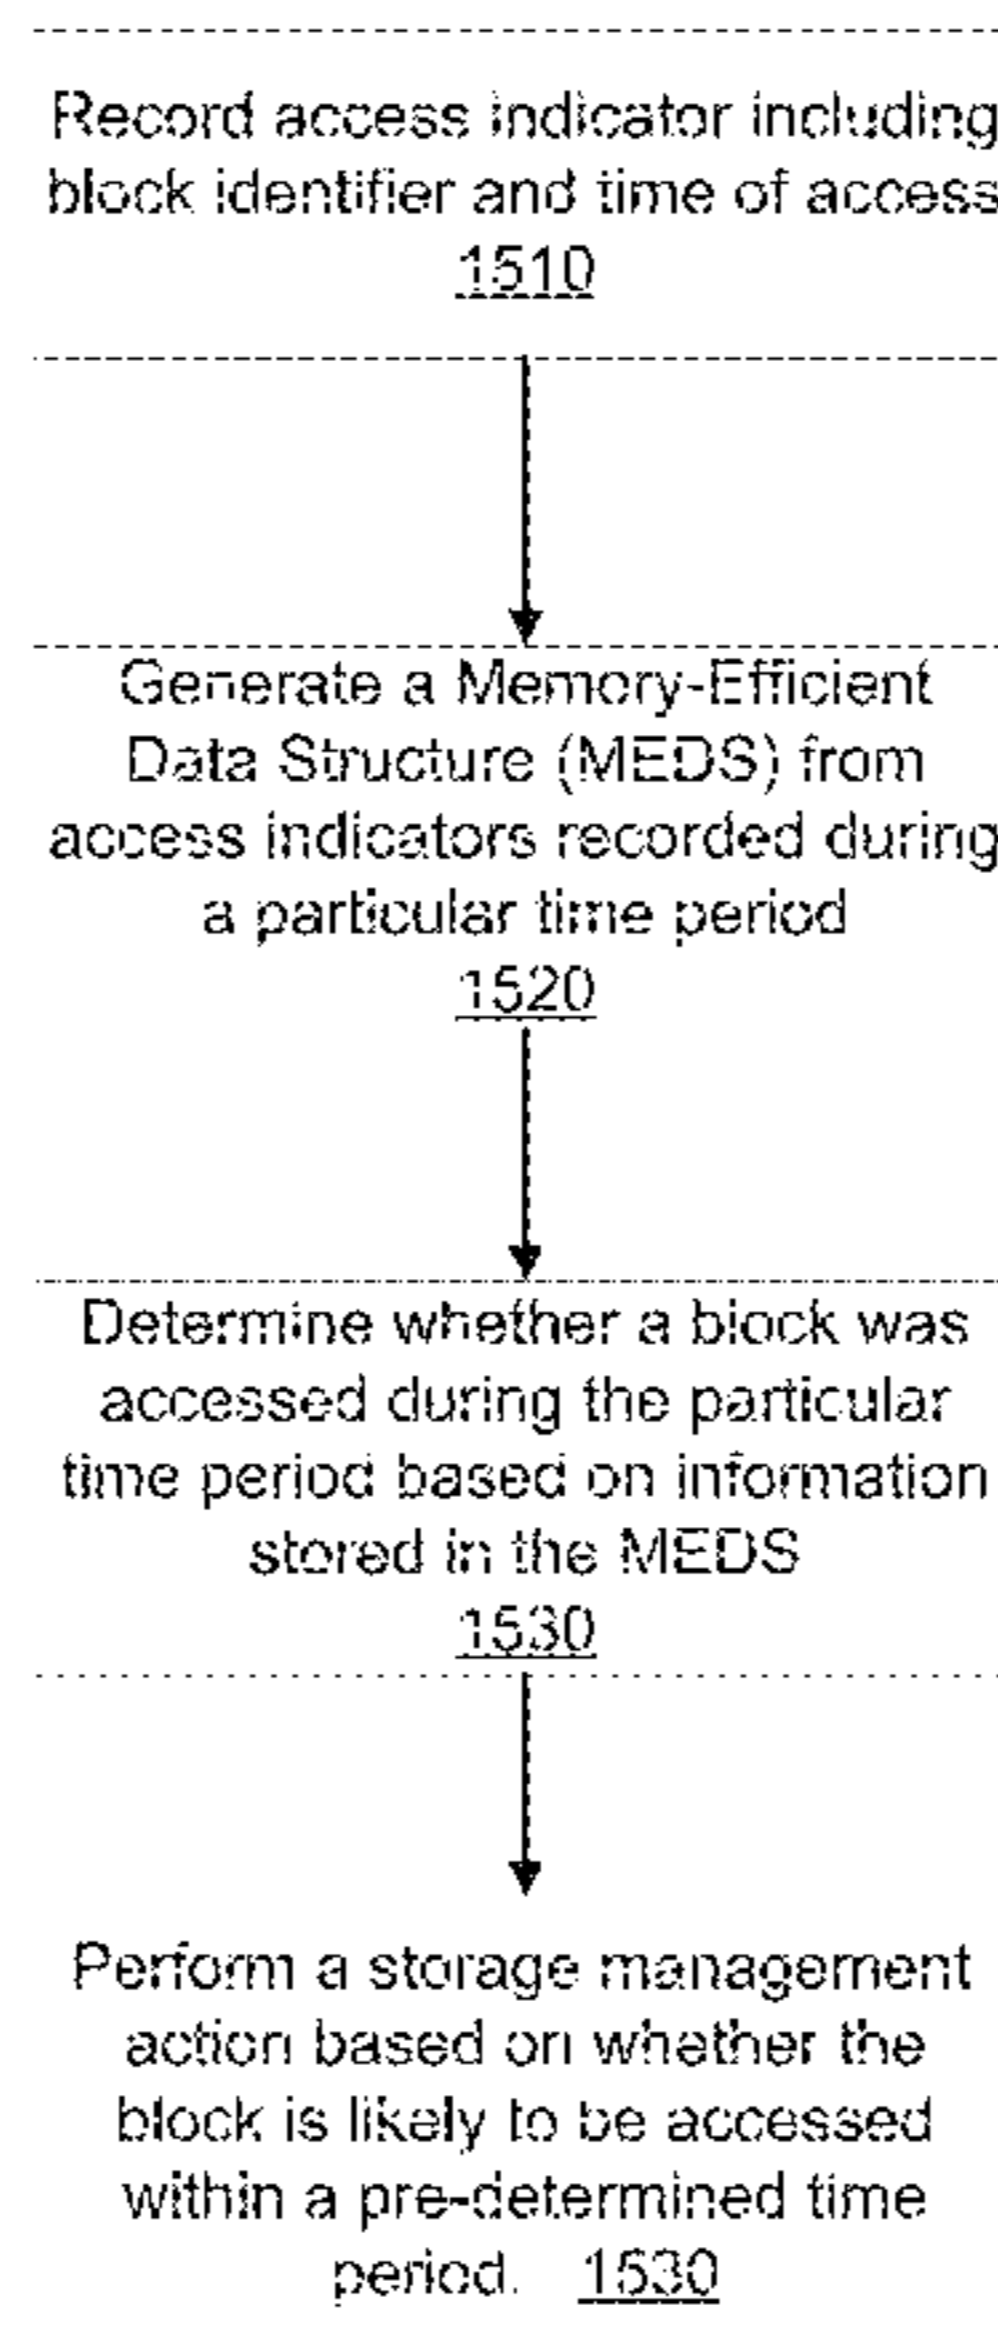 Record access indicator including
block identifier and time of access
1510
Generate a Memory-Efficient
Data Structure (MEDS) from
access indicators recorded during
a particular time period
1520
Determine whether a block was
accessed during the particular
time period based on information
stored in the MEDS
1530
Perform a storage management
action based on whether the
block is likely to be accessed
within a pre-determined time
period. 1530